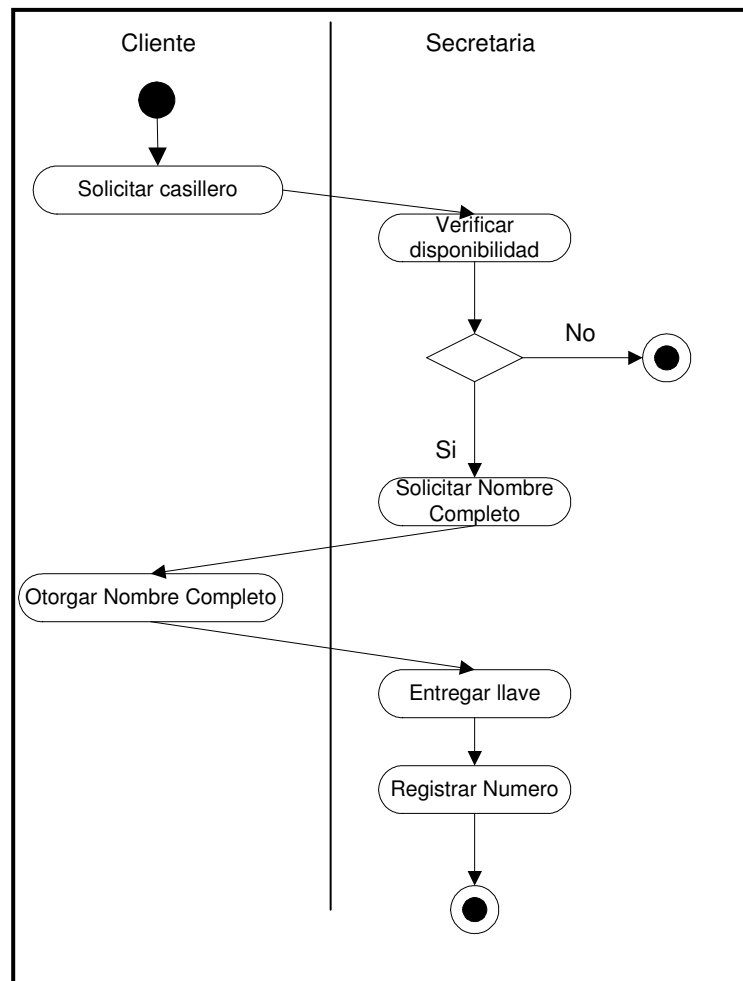 Cliente
Secretaria
Solicitar casillero
Verificar
disponibilidad
No
Si
Solicitar Nombre
Completo
Otorgar Nombre Completo
Entregar llave
Registrar Numero